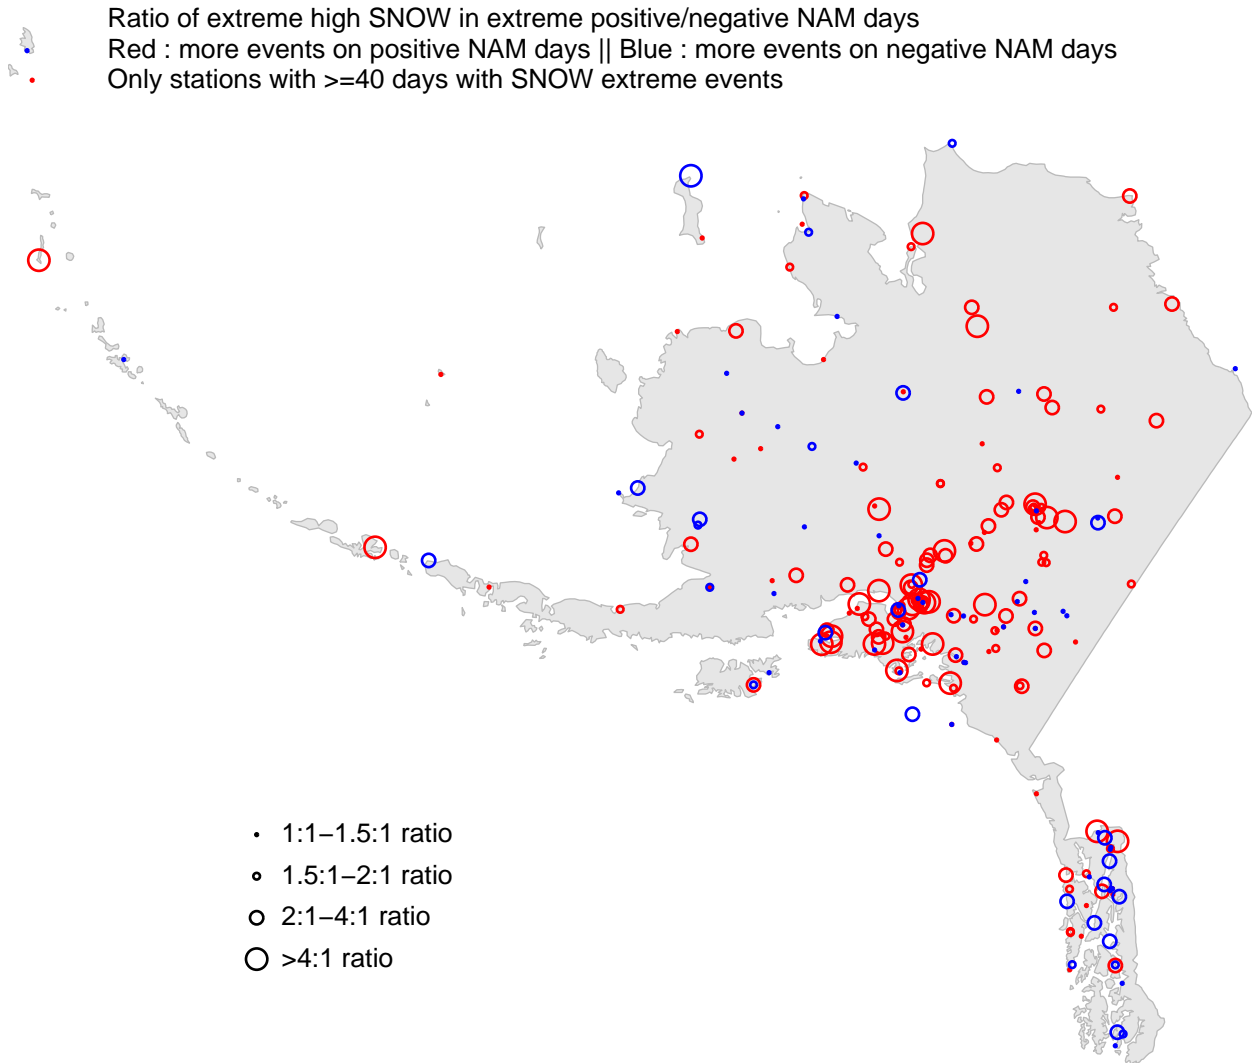 Ratio of extreme high SNOW in extreme positive/negative NAM days
Red : more events on positive NAM days || Blue : more events on negative NAM days
Only stations with >=40 days with SNOW extreme events
1:1−1.5:1 ratio
1.5:1−2:1 ratio
2:1−4:1 ratio
>4:1 ratio